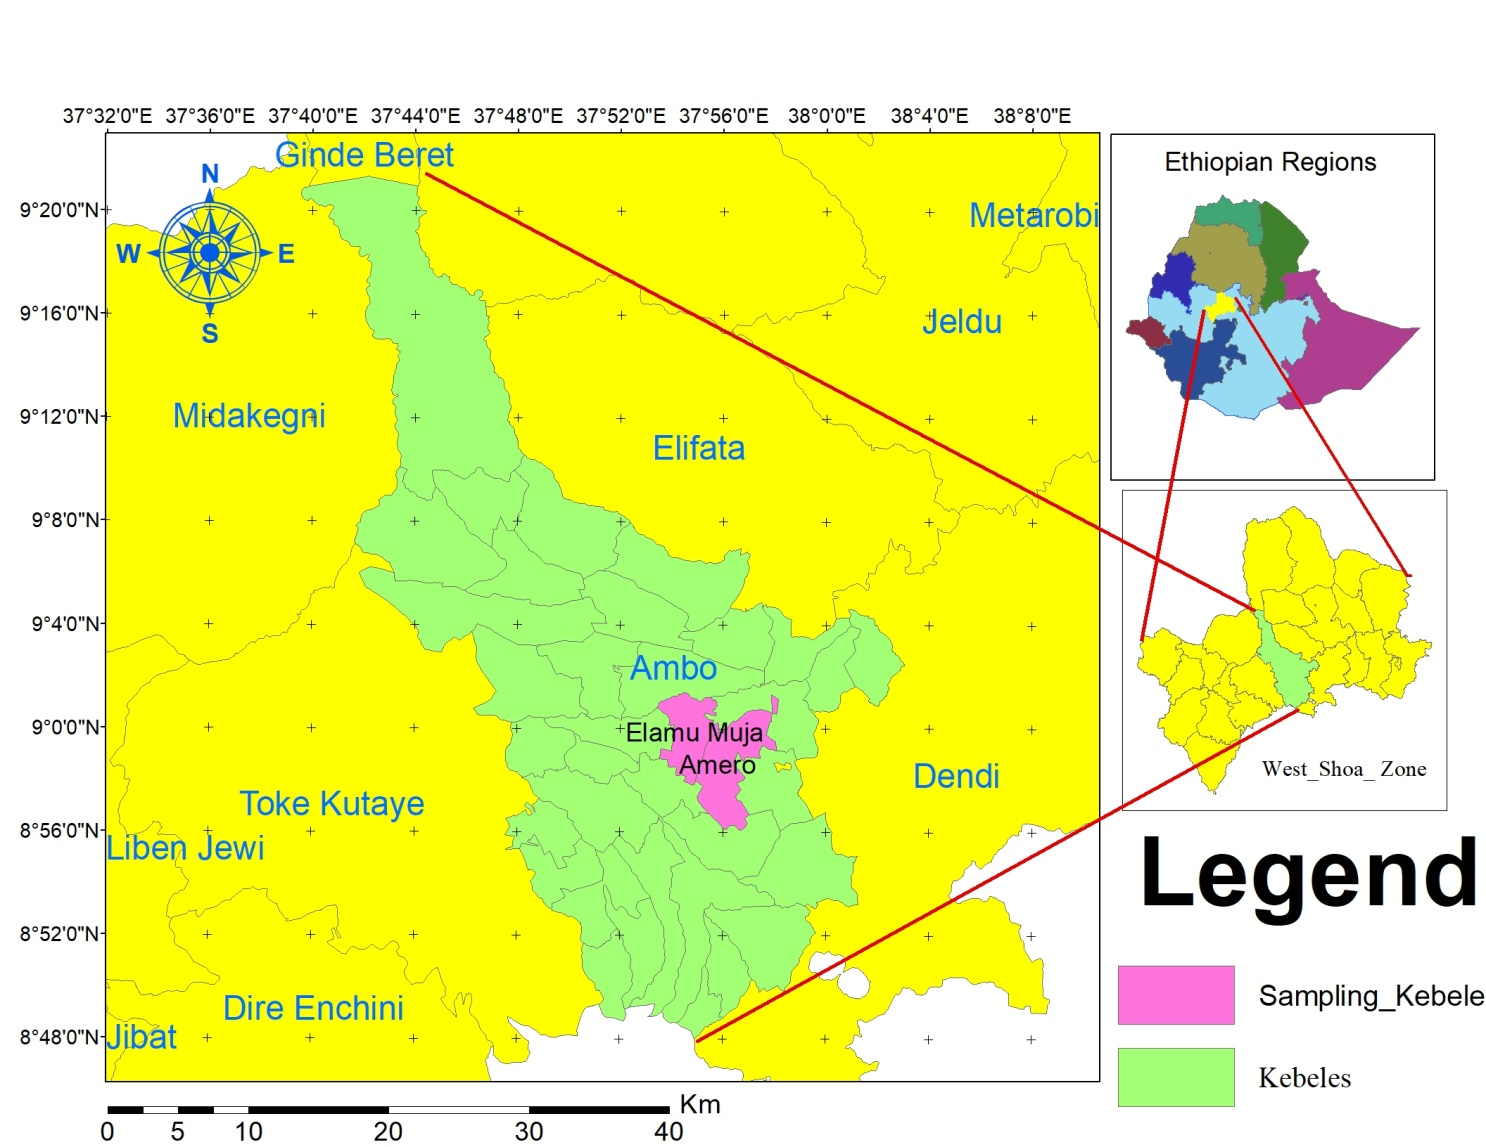 37°32'0"E 37°36'0"E 37°40'0"E 37°44'0"E 37°48'0"E 37°52'0"E 37°56'0"E 38°0'0"E 38°4'0"E 38°8'0"E
Ginde Beret
Ethiopian Regions
N
W E
S
9°20'0"N
Metarobi
9°16'0"N
Jeldu
Midakegni
9°12'0"N
Elifata
9°8'0"N
9°4'0"N
Ambo
9°0'0"N
Elamu Muja
Amero
Dendi
West_Shoa_ Zone
Toke Kutaye
8°56'0"N
Liben Jewi
Legend
8°52'0"N
Sampling_Kebele
Dire Enchini
8°48'0"N
Jibat
Kebeles
Km
0 5 10 20 30 40